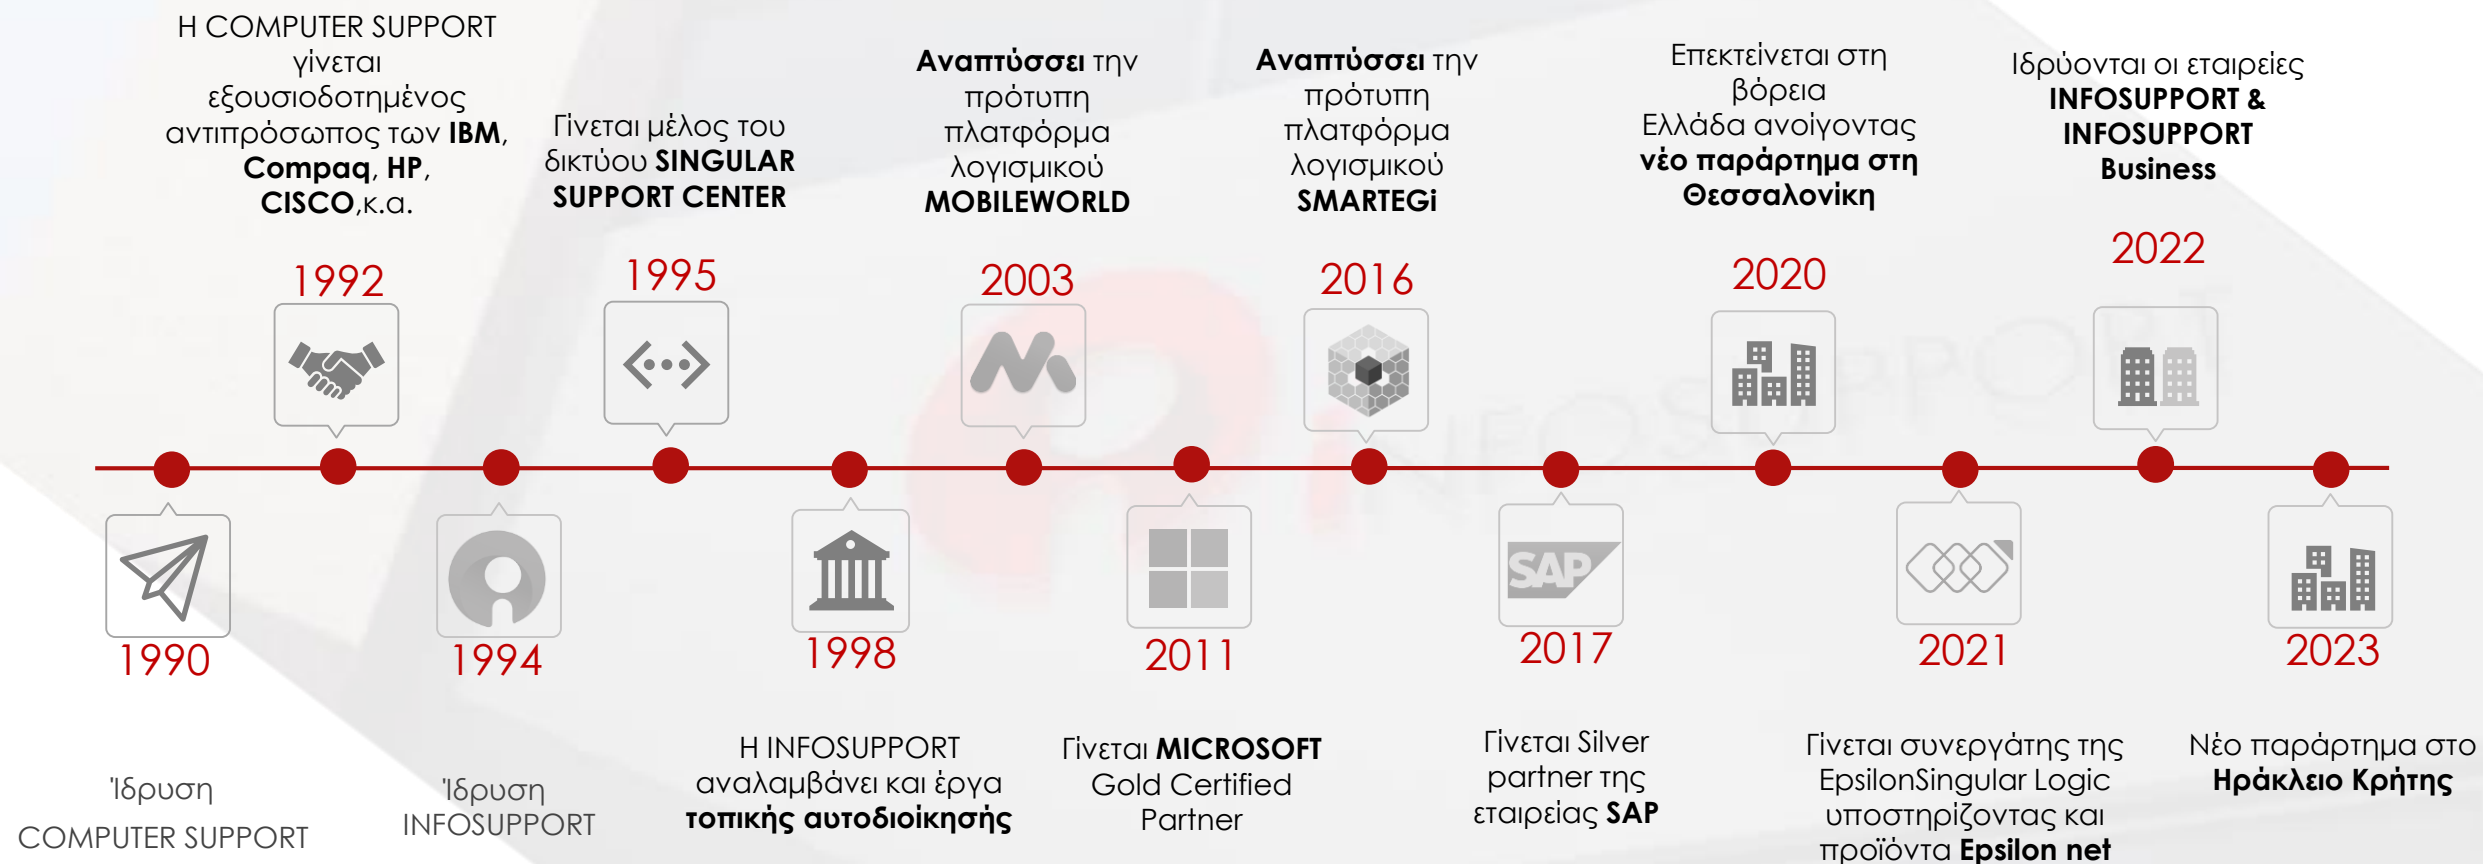 Η COMPUTER SUPPORT
γίνεται
εξουσιοδοτημένος
αντιπρόσωπος των IBM,
Compaq, HP,
CISCO,κ.α.
1992
Γίνεται μέλος του
δικτύου SINGULAR
SUPPORT CENTER
1995
Αναπτύσσει την
πρότυπη
πλατφόρμα
λογισμικού
MOBILEWORLD
2003
Αναπτύσσει την
πρότυπη
πλατφόρμα
λογισμικού
SMARTEGi
2016
Επεκτείνεται στη
βόρεια
Ελλάδα ανοίγοντας
νέο παράρτημα στη
Θεσσαλονίκη
2020
Ιδρύονται οι εταιρείες
INFOSUPPORT &
INFOSUPPORT
Business
2022
INFOSUPPORT
1990
Ίδρυση
COMPUTER SUPPORT
1994
Ίδρυση
INFOSUPPORT
1998
Η INFOSUPPORT
αναλαμβάνει και έργα
τοπικής αυτοδιοίκησής
2011
Γίνεται MICROSOFT
Gold Certified
Partner
SAP
2017
Γίνεται Silver
partner της
εταιρείας SAP
2021
Γίνεται συνεργάτης της
EpsilonSingular Logic
υποστηρίζοντας και
προϊόντα Epsilon net
2023
Νέο παράρτημα στο
Ηράκλειο Κρήτης